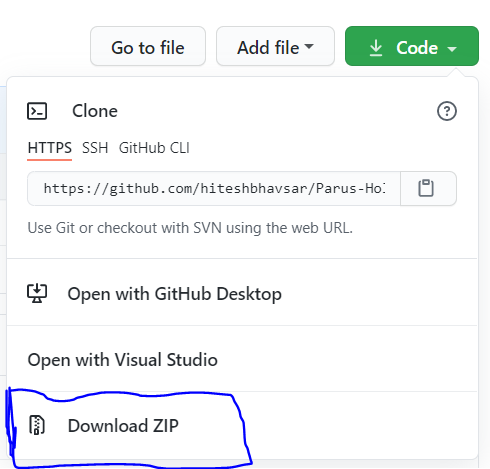 Go to file Add file Code
Clone
HTTPS SSH GitHub CLI
https://github.com/hiteshbhavsar/Parus-Ho
Use Git or checkout with SVN using the web URL.
Open with GitHub Desktop
Open with Visual Studio
Download ZIP